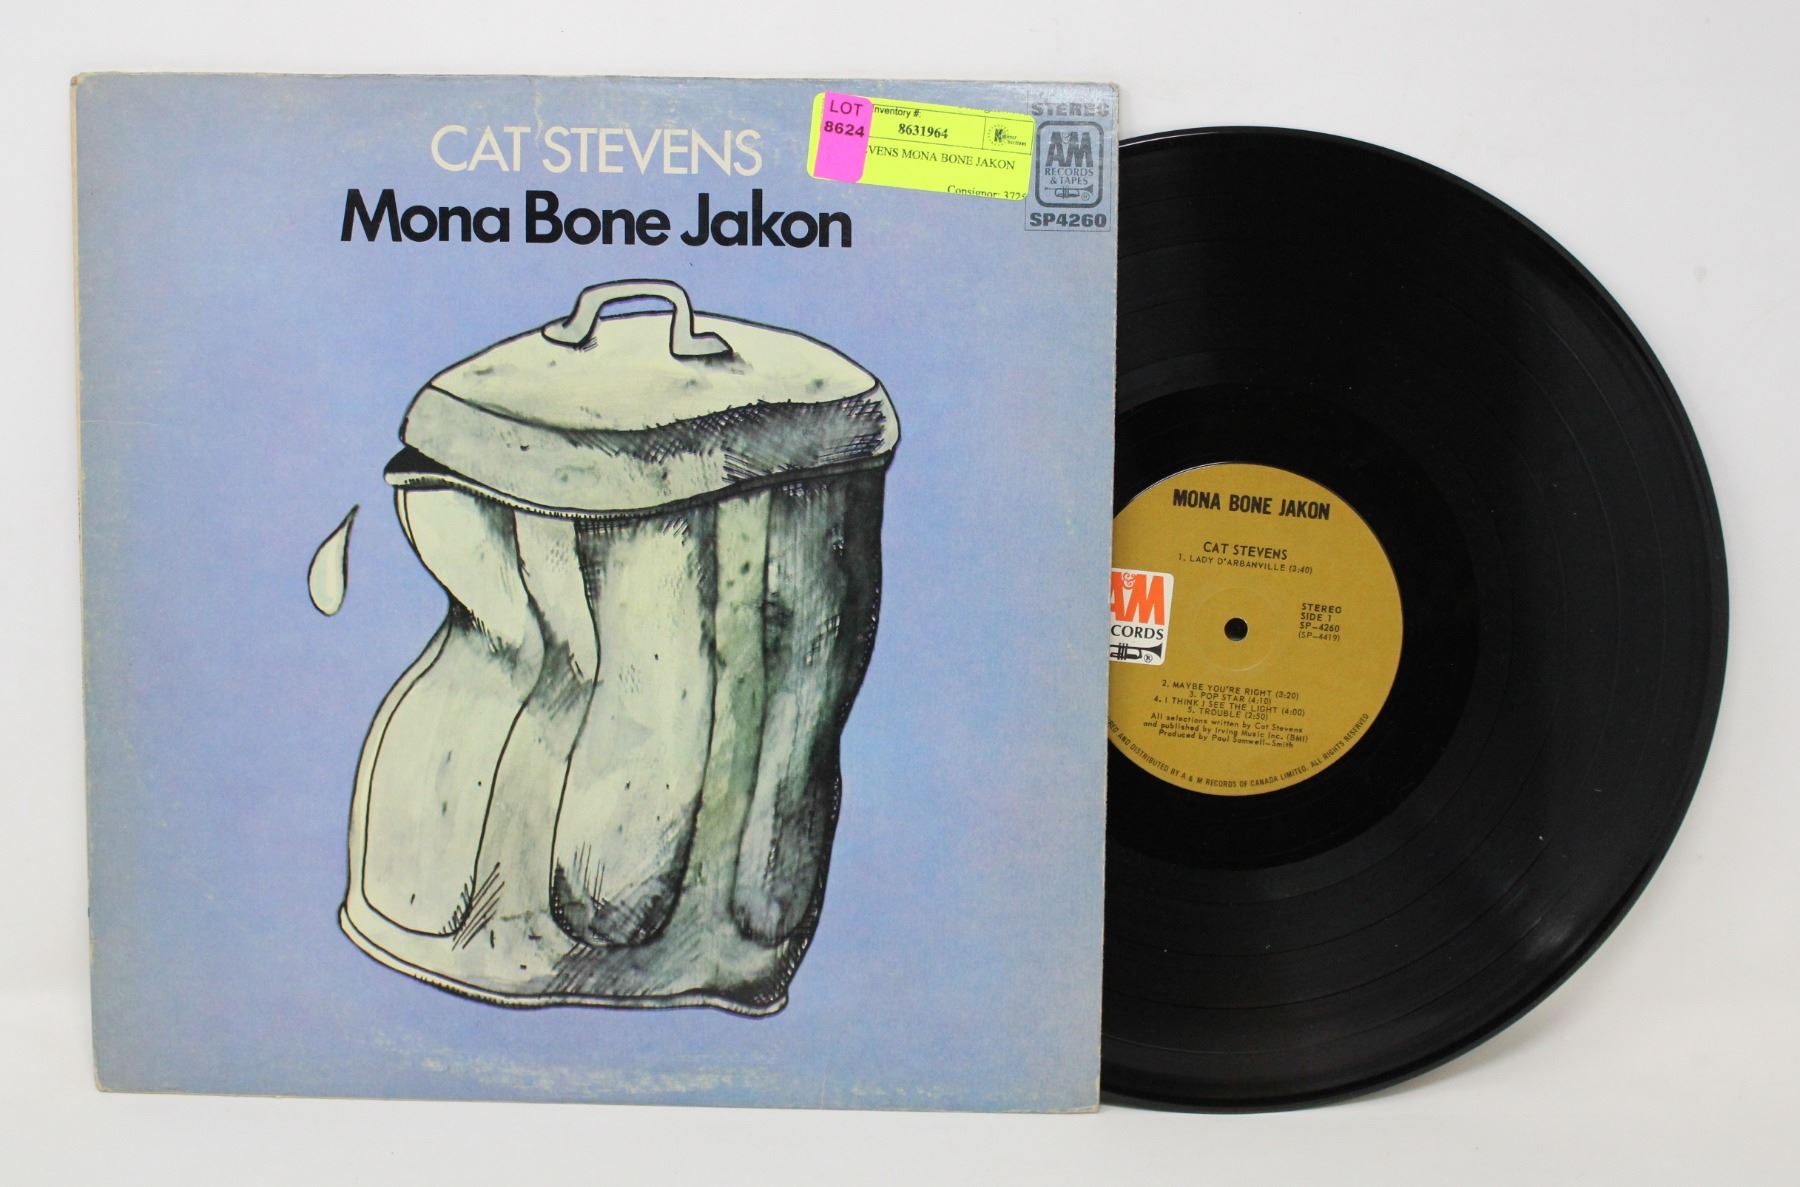 CAT STEVENS
Mona Bone Jakon
LOT
8624
Inventory #:
8631964
VENS MONA BONE JAKON
Consignor: 372
STEREO
A&M
RECORDS
& TAPES
®
SP4260
MONA BONE JAKON
CAT STEVENS
1. LADY D'ARBANVILLE (3:40)
A&M
CORDS
®
STEREO
SIDE 1
SP-4260
(SP-4419)
2. MAYBE YOU'RE RIGHT (3:20)
3. POP STAR (4:10)
4. I THINK I SEE THE LIGHT (4:00)
5. TROUBLE (2:50)
All selections written by Cat Stevens
and published by Irving Music Inc. (BMI)
Produced by Paul Samwell-Smith
AND DISTRIBUTED BY A & M RECORDS OF CANADA LIMITED. ALL RIGHTS RESERVED